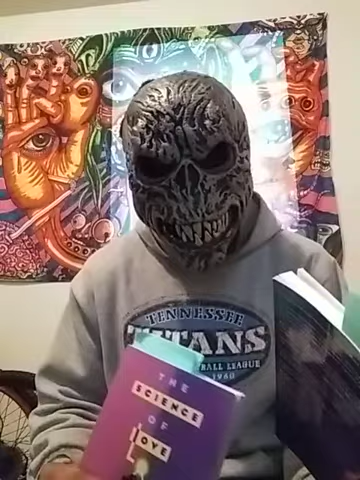 TENNESSEE
TITANS
BALL LEAGUE
1960
THE
SCIENCE
OF
LOVE